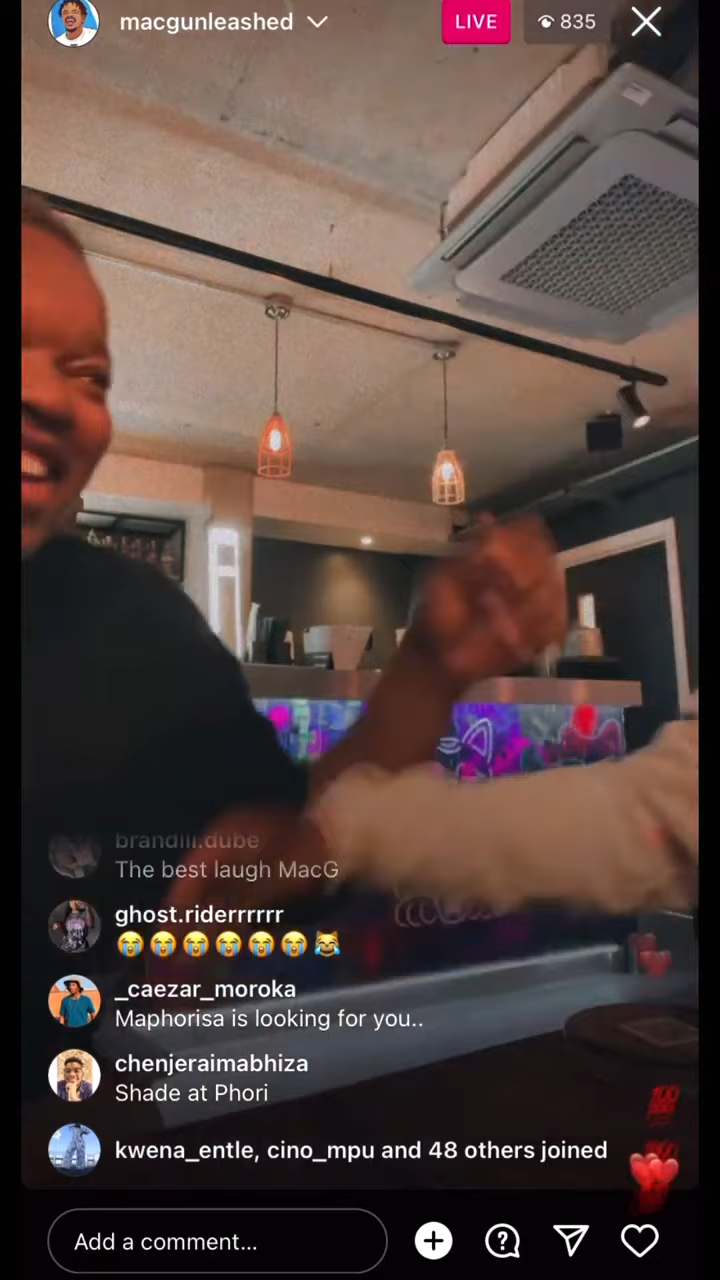 macgunleashed
LIVE
835
brandiii.dube
The best laugh MacG
ghost.riderrrrrr
😭😭😭😭😭😭😹
_caezar_moroka
Maphorisa is looking for you..
chenjeraimabhiza
Shade at Phori
kwena_entle, cino_mpu and 48 others joined
Add a comment...